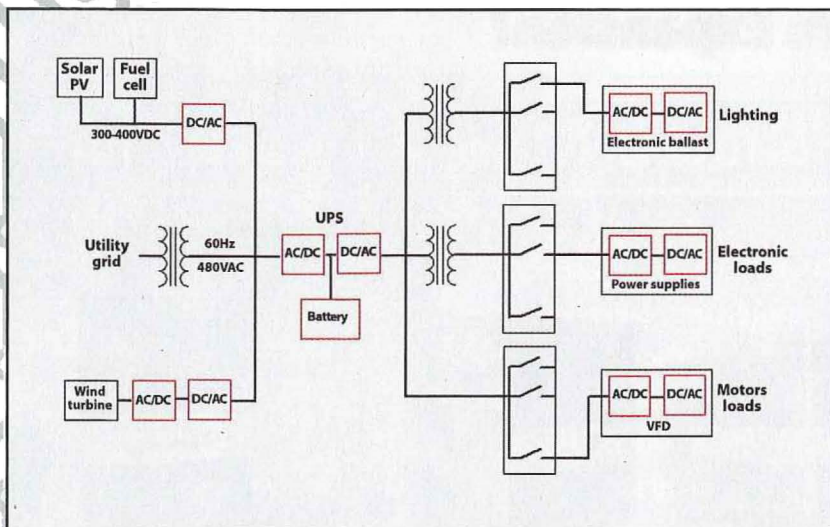 Solar
PV
Fuel
cell
300-400VDC
DC/AC
Utility
grid
60Hz
480VAC
UPS
AC/DC
DC/AC
Battery
Wind
turbine
AC/DC
DC/AC
AC/DC
DC/AC
Electronic ballast
Lighting
AC/DC
DC/AC
Power supplies
Electronic
loads
AC/DC
DC/AC
VFD
Motors
loads